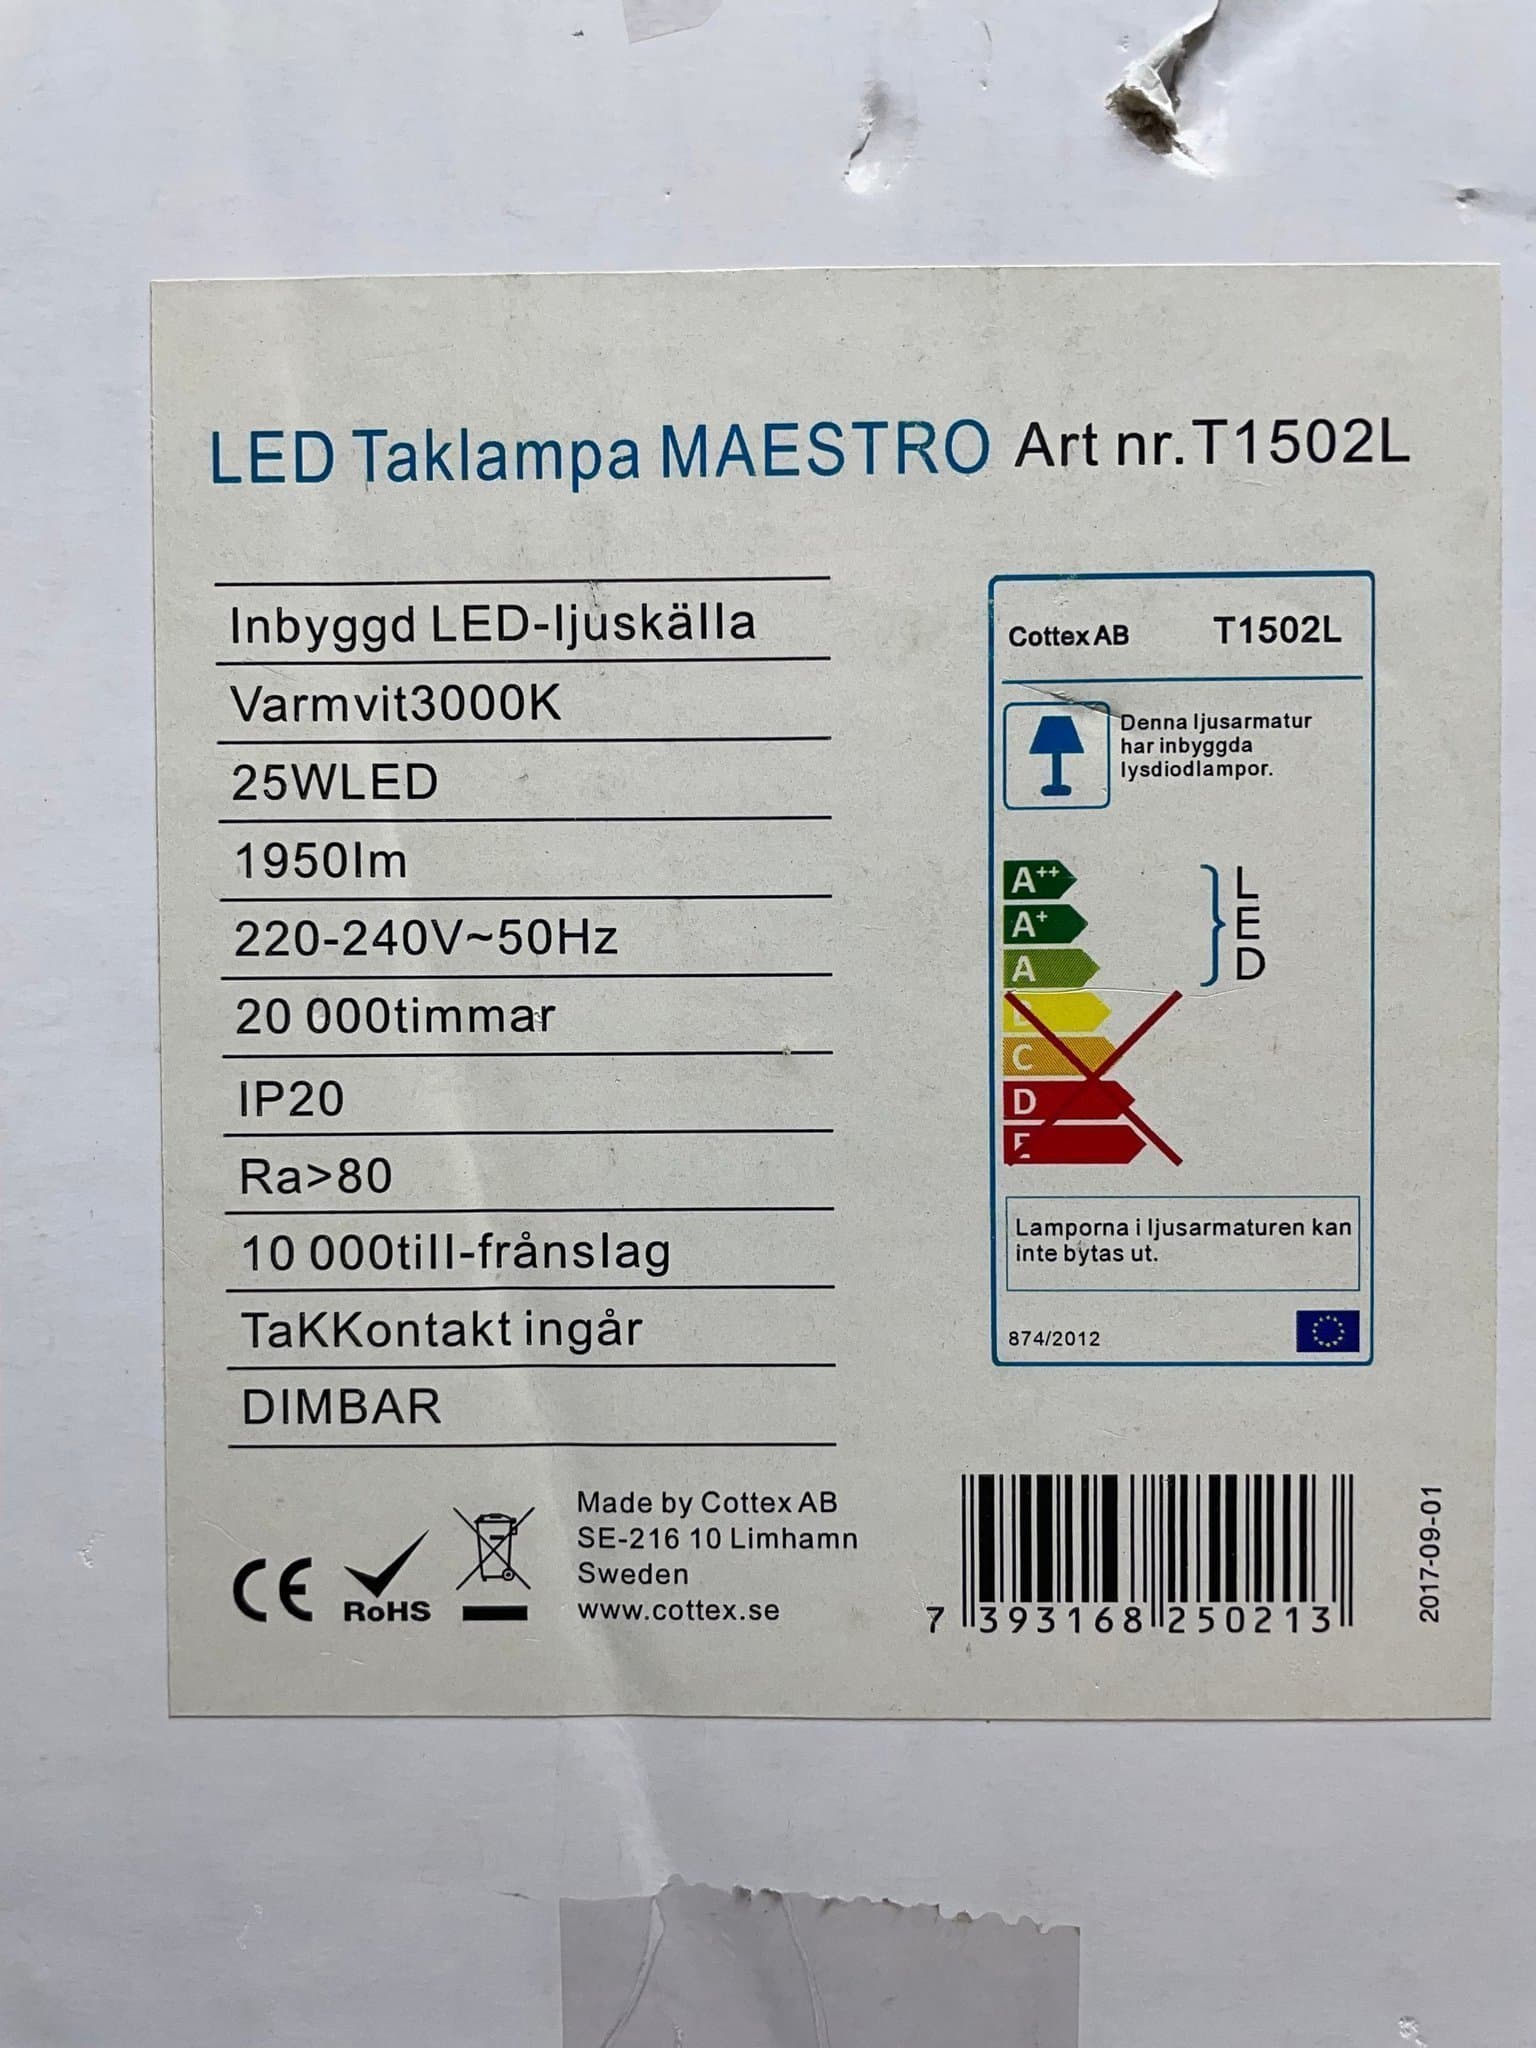 LED Taklampa MAESTRO Art nr.T1502L
Inbyggd LED-ljuskälla
Varmvit3000K
25WLED
1950lm
220-240V~50Hz
20 000timmar
IP20
Ra>80
10 000till-frånslag
TaKKontakt ingår
DIMBAR
Cottex AB T1502L
Denna ljusarmatur
har inbyggda
lysdiodlampor.
A++
A+
A
B
C
D
E
L
E
D
Lamporna i ljusarmaturen kan
inte bytas ut.
874/2012
CE
RoHS
Made by Cottex AB
SE-216 10 Limhamn
Sweden
www.cottex.se
7 393168 250213
2017-09-01